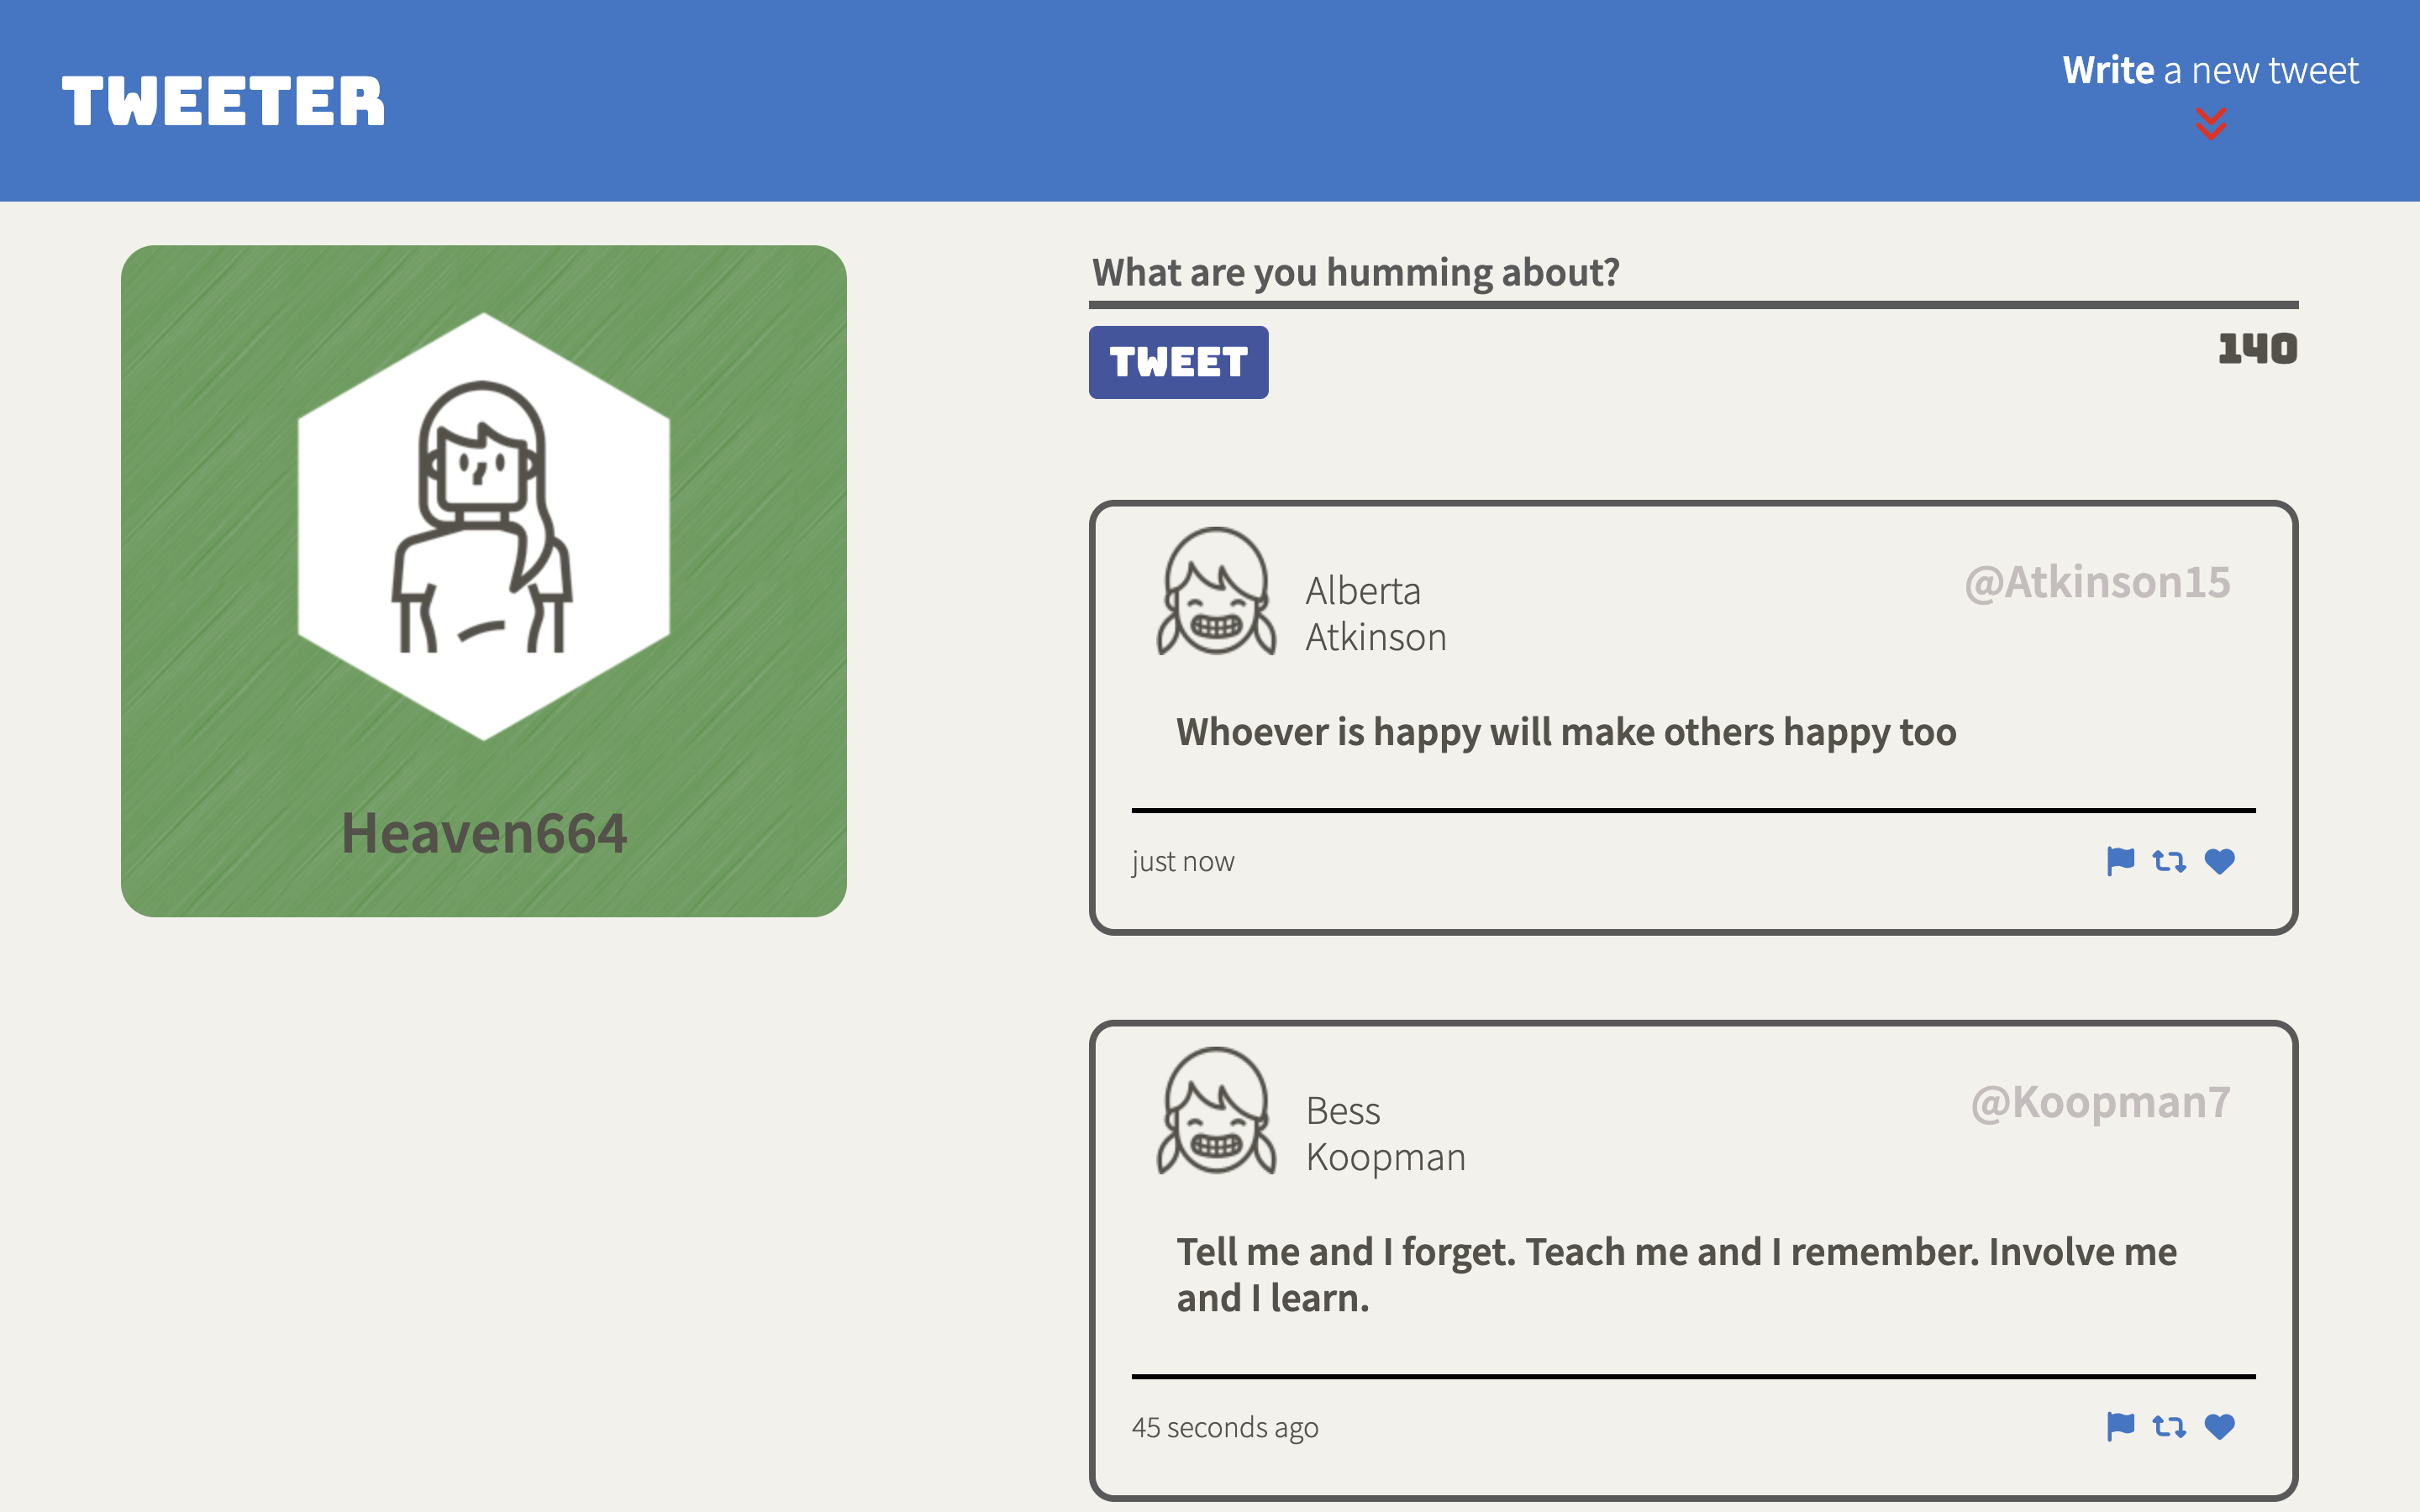 TWEETER
Write a new tweet
Heaven664
What are you humming about?
TWEET
140
Alberta
Atkinson
@Atkinson15
Whoever is happy will make others happy too
just now
Bess
Koopman
@Koopman7
Tell me and I forget. Teach me and I remember. Involve me
and I learn.
45 seconds ago